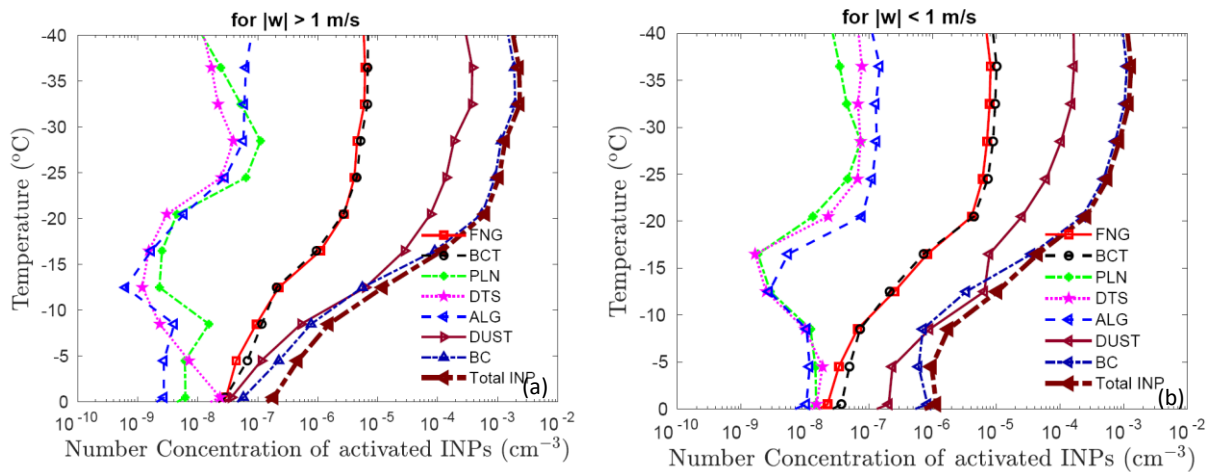 for |w| > 1 m/s
-40
-35
-30
-25
-20
-15
-10
-5
0
Temperature (°C)
FNG
BCT
PLN
DTS
ALG
DUST
BC
Total INP
(a)
10⁻¹⁰ 10⁻⁹ 10⁻⁸ 10⁻⁷ 10⁻⁶ 10⁻⁵ 10⁻⁴ 10⁻³ 10⁻²
Number Concentration of activated INPs (cm⁻³)
for |w| < 1 m/s
-40
-35
-30
-25
-20
-15
-10
-5
0
Temperature (°C)
FNG
BCT
PLN
DTS
ALG
DUST
BC
Total INP
(b)
10⁻¹⁰ 10⁻⁹ 10⁻⁸ 10⁻⁷ 10⁻⁶ 10⁻⁵ 10⁻⁴ 10⁻³ 10⁻²
Number Concentration of activated INPs (cm⁻³)